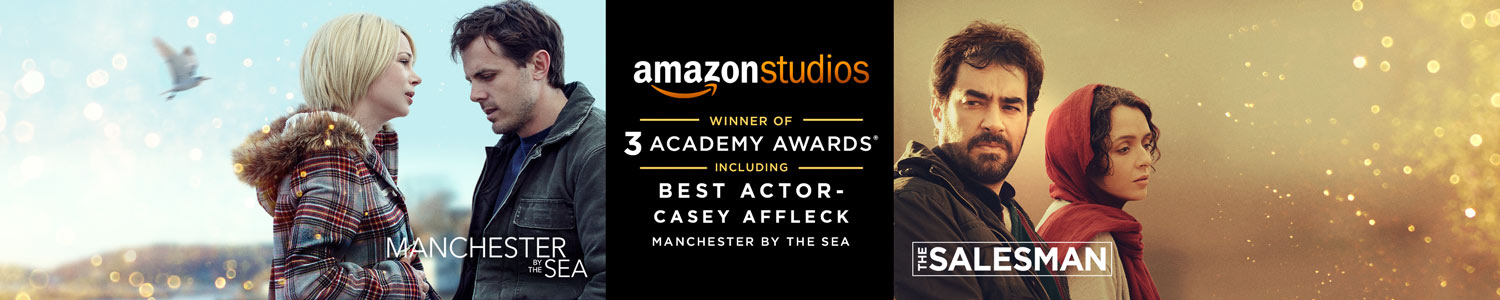 MANCHESTER
BY THE SEA
amazonstudios
WINNER OF
3 ACADEMY AWARDS®
INCLUDING
BEST ACTOR-
CASEY AFFLECK
MANCHESTER BY THE SEA
THE SALESMAN